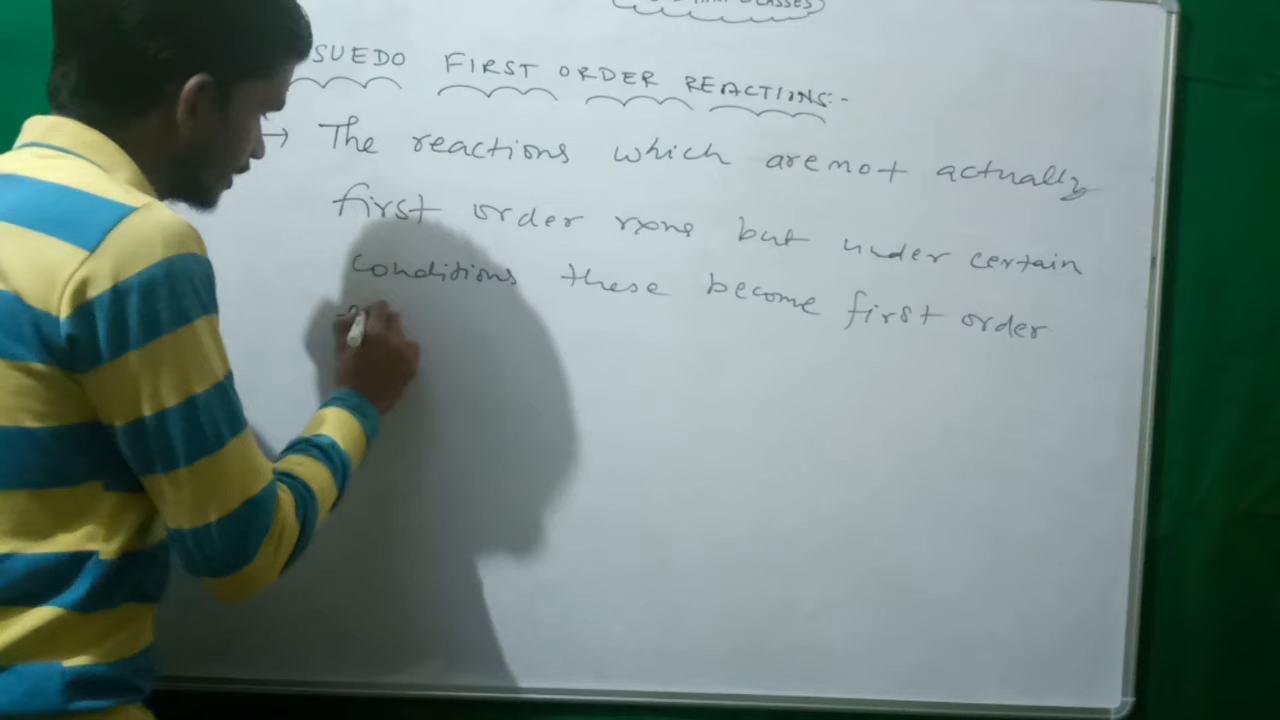 CLASSES
SUEDO FIRST ORDER REACTIONS:-
→ The reactions which are not actually
first order rxns but under certain
conditions these become first order